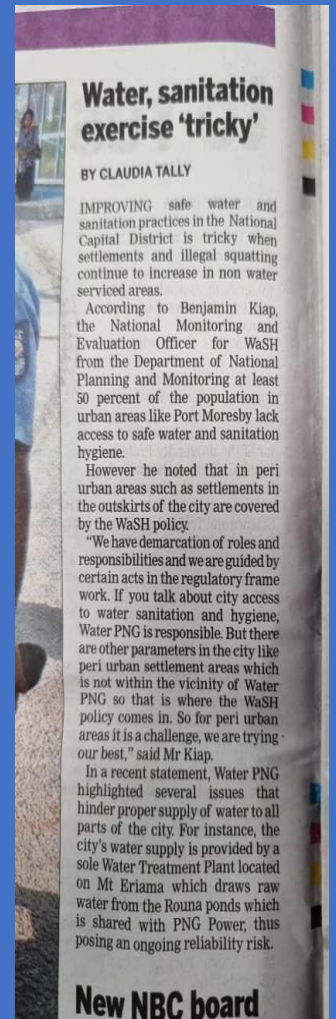 Water, sanitation
exercise ‘tricky’
BY CLAUDIA TALLY
IMPROVING safe water and
sanitation practices in the National
Capital District is tricky when
settlements and illegal squatting
continue to increase in non water
serviced areas.
According to Benjamin Kiap,
the National Monitoring and
Evaluation Officer for WaSH
from the Department of National
Planning and Monitoring at least
50 percent of the population in
urban areas like Port Moresby lack
access to safe water and sanitation
hygiene.
However he noted that in peri
urban areas such as settlements in
the outskirts of the city are covered
by the WaSH policy.
“We have demarcation of roles and
responsibilities and we are guided by
certain acts in the regulatory frame
work. If you talk about city access
to water sanitation and hygiene,
Water PNG is responsible. But there
are other parameters in the city like
peri urban settlement areas which
is not within the vicinity of Water
PNG so that is where the WaSH
policy comes in. So for peri urban
areas it is a challenge, we are trying
our best,” said Mr Kiap.
In a recent statement, Water PNG
highlighted several issues that
hinder proper supply of water to all
parts of the city. For instance, the
city’s water supply is provided by a
sole Water Treatment Plant located
on Mt Eriama which draws raw
water from the Rouna ponds which
is shared with PNG Power, thus
posing an ongoing reliability risk.
New NBC board